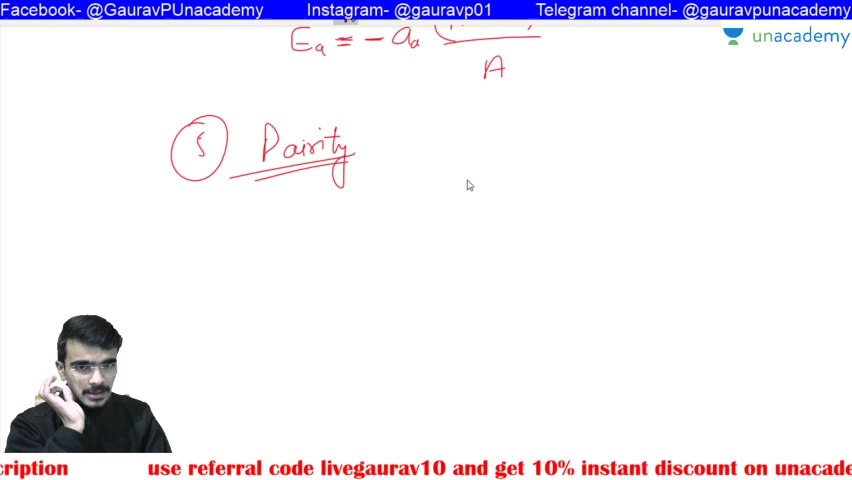 Facebook- @GauravPUnacademy Instagram- @gauravp01 Telegram channel- @gauravpunacademy
unacademy
Ea = - aa
A
5 Pairity
cription use referral code livegaurav10 and get 10% instant discount on unacade